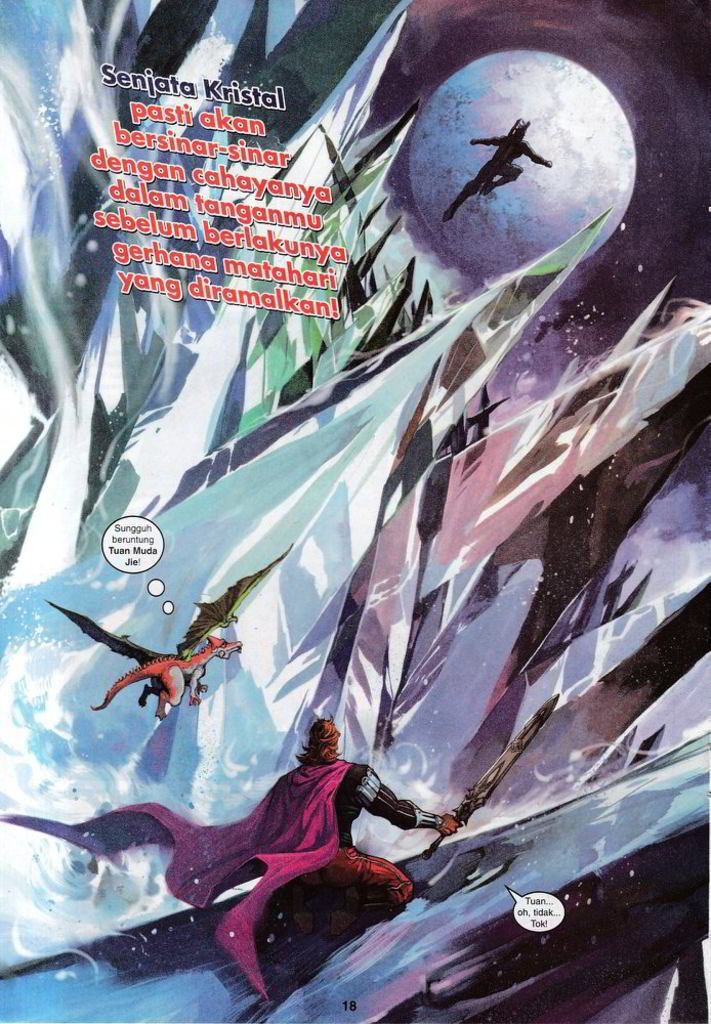 Senjata Kristal
pasti akan
bersinar-sinar
dengan cahayanya
dalam tanganmu
sebelum berlakunya
gerhana matahari
yang diramalkan!
Sungguh
beruntung
Tuan Muda
Jie!
Tuan...
oh, tidak...
Tok!
18